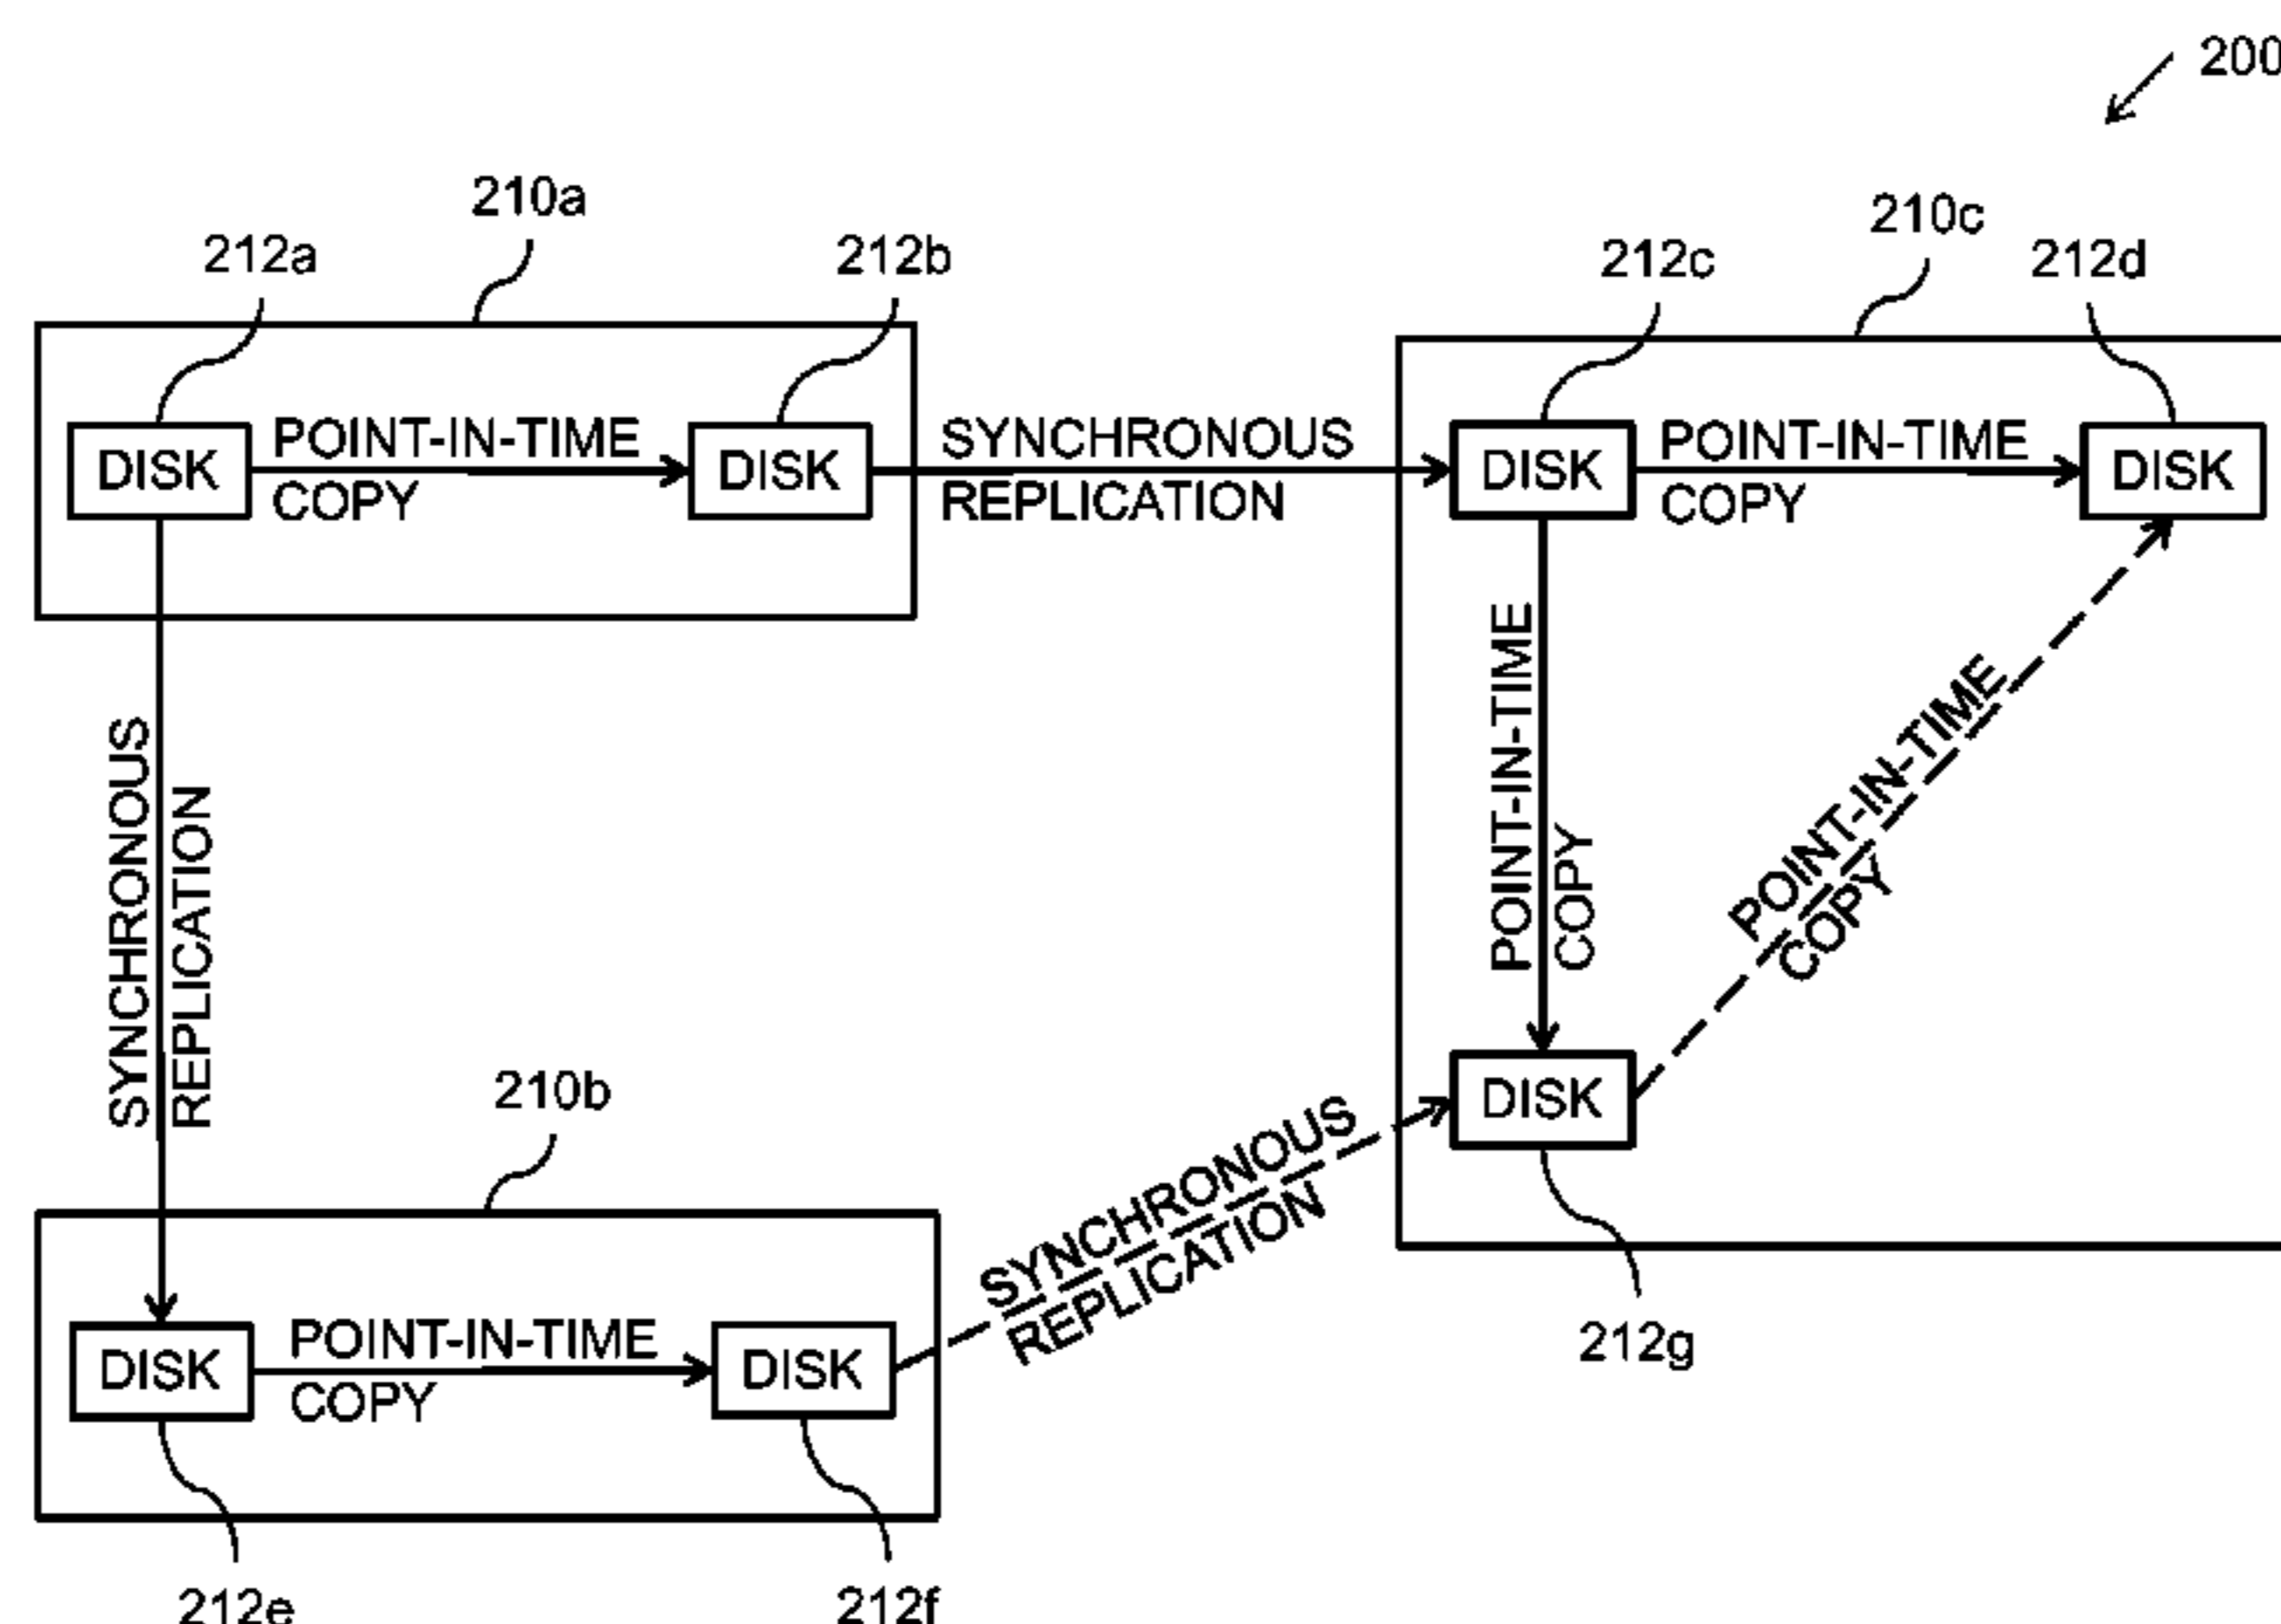 200
210a
210c
212a
212b
212c
212d
DISK
POINT-IN-TIME
COPY
DISK
SYNCHRONOUS
REPLICATION
DISK
POINT-IN-TIME
COPY
DISK
SYNCHRONOUS
REPLICATION
POINT-IN-TIME
COPY
POINT-IN-TIME
COPY
210b
DISK
SYNCHRONOUS
REPLICATION
DISK
POINT-IN-TIME
COPY
DISK
212g
212e
212f